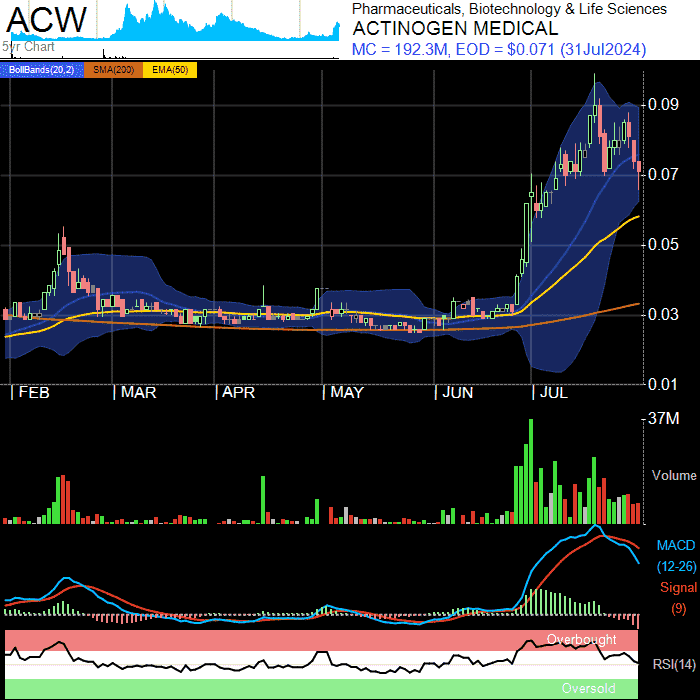 ACW
5yr Chart
Pharmaceuticals, Biotechnology & Life Sciences
ACTINOGEN MEDICAL
MC = 192.3M, EOD = $0.071 (31Jul2024)
BollBands(20,2) SMA(200) EMA(50)
0.09
0.07
0.05
0.03
0.01
FEB MAR APR MAY JUN JUL
37M
Volume
MACD
(12-26)
Signal
(9)
Overbought
RSI(14)
Oversold